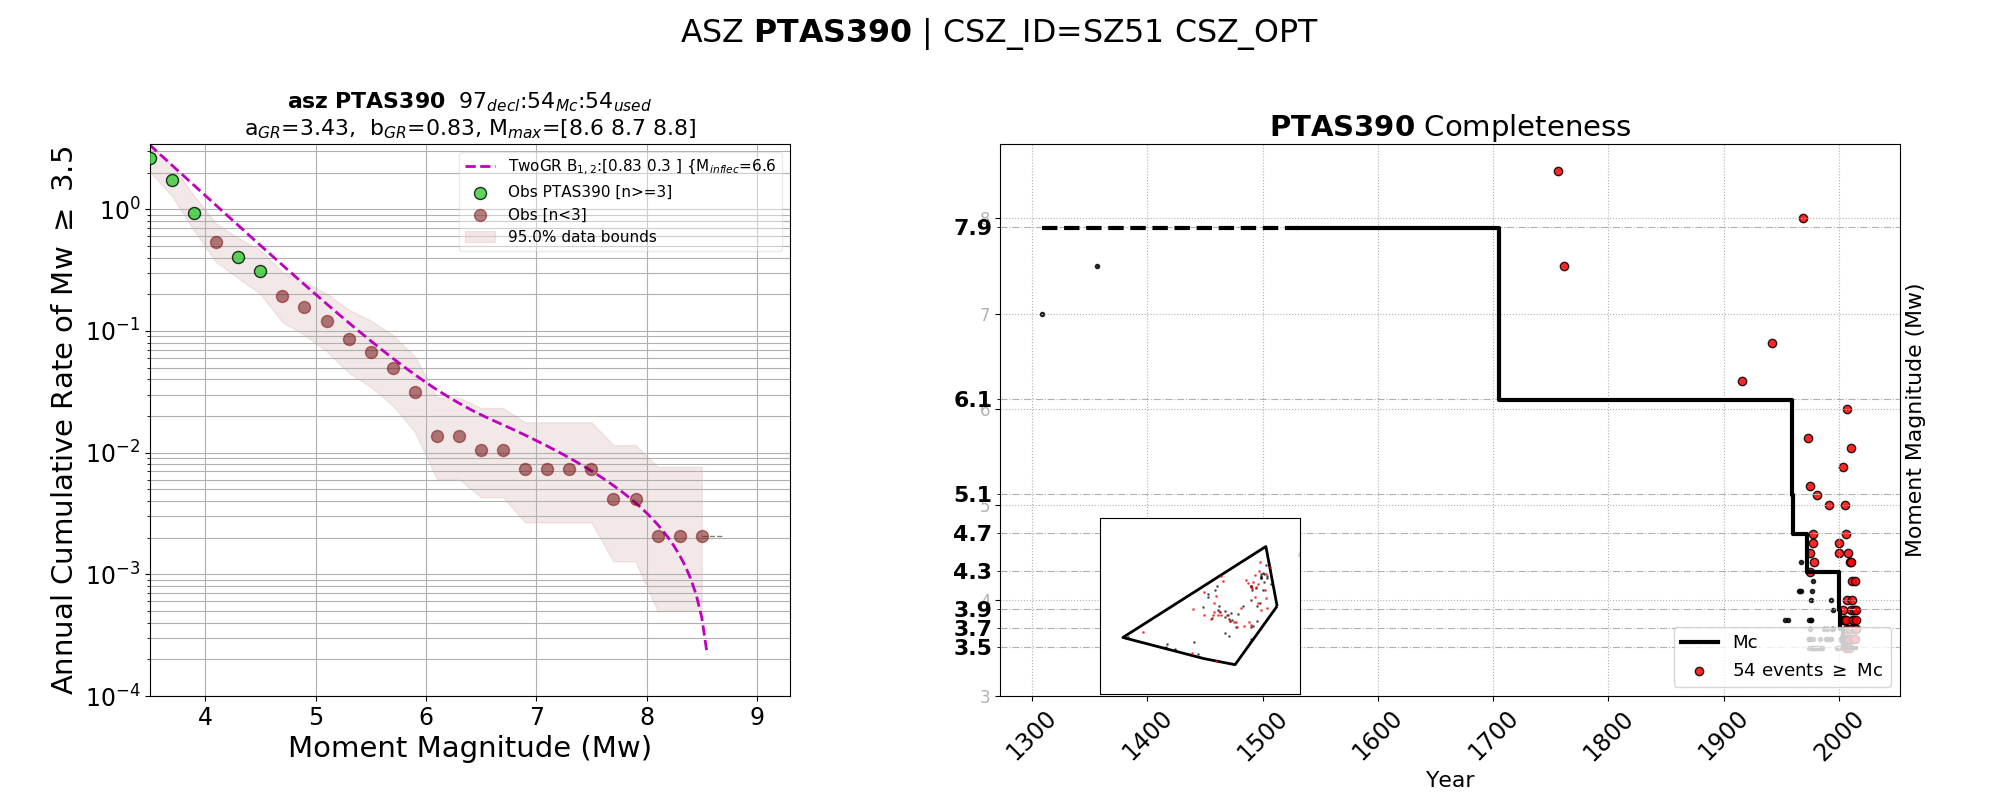 ASZ PTAS390 | CSZ_ID=SZ51 CSZ_OPT
asz PTAS390 97decl:54Mc:54used
aGR=3.43, bGR=0.83, Mmax=[8.6 8.7 8.8]
TwoGR B1,2:[0.83 0.3 ] {Minflec=6.6
Obs PTAS390 [n>=3]
Obs [n<3]
95.0% data bounds
Annual Cumulative Rate of Mw ≥ 3.5
10^0
10^-1
10^-2
10^-3
10^-4
4 5 6 7 8 9
Moment Magnitude (Mw)
PTAS390 Completeness
8
7.9
7
6.1
6
5.1
5
4.7
4.3
4
3.9
3.7
3.5
3
Moment Magnitude (Mw)
Mc
54 events ≥ Mc
1300 1400 1500 1600 1700 1800 1900 2000
Year